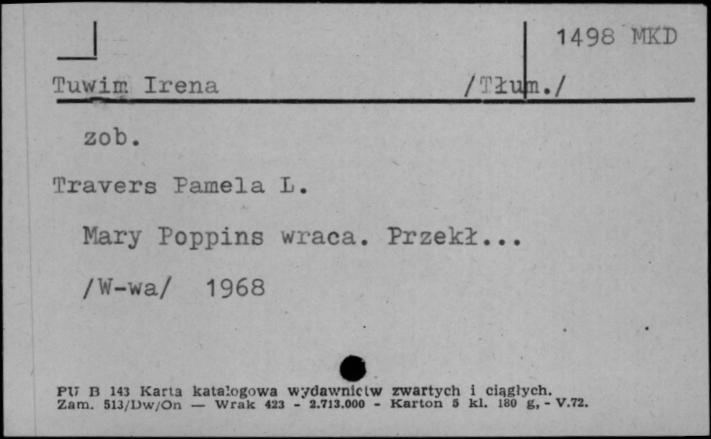 1498 MKD
Tuwim Irena /Tłum./
zob.
Travers Pamela L.
Mary Poppins wraca. Przekł...
/W-wa/ 1968
PU B 143 Karta katalogowa wydawnictw zwartych i ciągłych.
Zam. 513/Dw/On — Wrak 423 - 2.713.000 - Karton 5 kl. 180 g, - V.72.